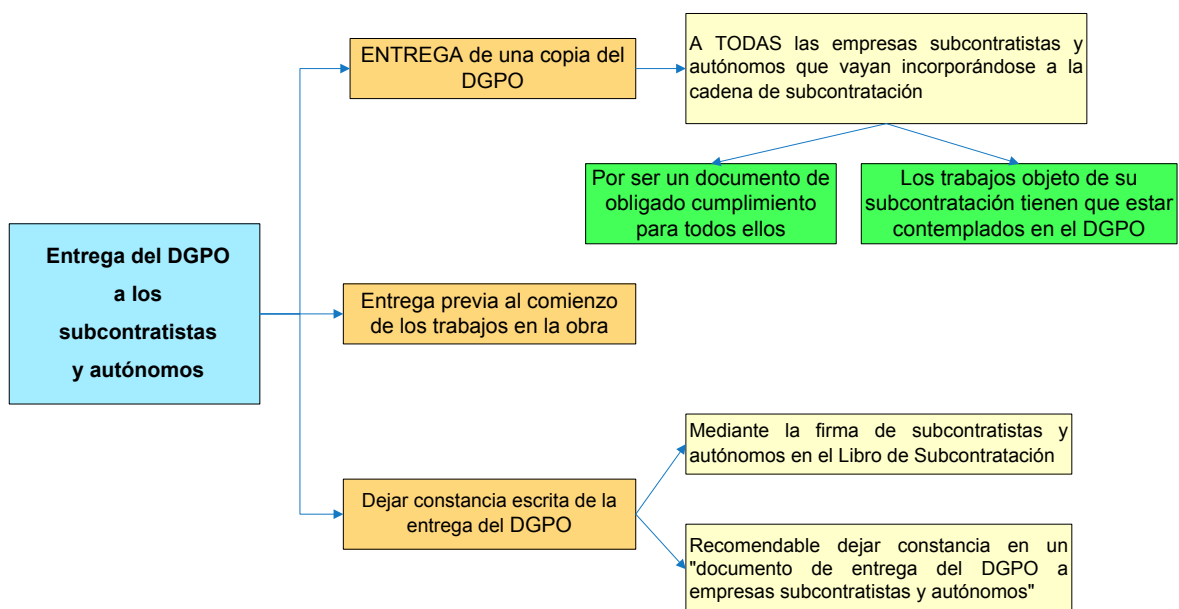 Entrega del DGPO
a los
subcontratistas
y autónomos
ENTREGA de una copia del
DGPO
A TODAS las empresas subcontratistas y
autónomos que vayan incorporándose a la
cadena de subcontratación
Por ser un documento de
obligado cumplimiento
para todos ellos
Los trabajos objeto de su
subcontratación tienen que estar
contemplados en el DGPO
Entrega previa al comienzo
de los trabajos en la obra
Dejar constancia escrita de la
entrega del DGPO
Mediante la firma de subcontratistas y
autónomos en el Libro de Subcontratación
Recomendable dejar constancia en un
"documento de entrega del DGPO a
empresas subcontratistas y autónomos"